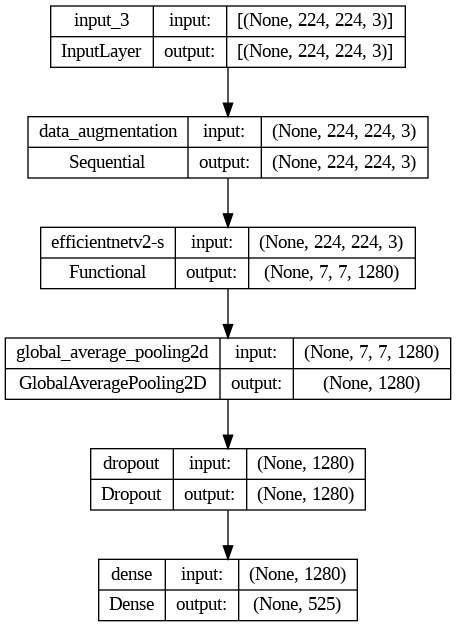 input_3 input: [(None, 224, 224, 3)]
InputLayer output: [(None, 224, 224, 3)]
data_augmentation input: (None, 224, 224, 3)
Sequential output: (None, 224, 224, 3)
efficientnetv2-s input: (None, 224, 224, 3)
Functional output: (None, 7, 7, 1280)
global_average_pooling2d input: (None, 7, 7, 1280)
GlobalAveragePooling2D output: (None, 1280)
dropout input: (None, 1280)
Dropout output: (None, 1280)
dense input: (None, 1280)
Dense output: (None, 525)